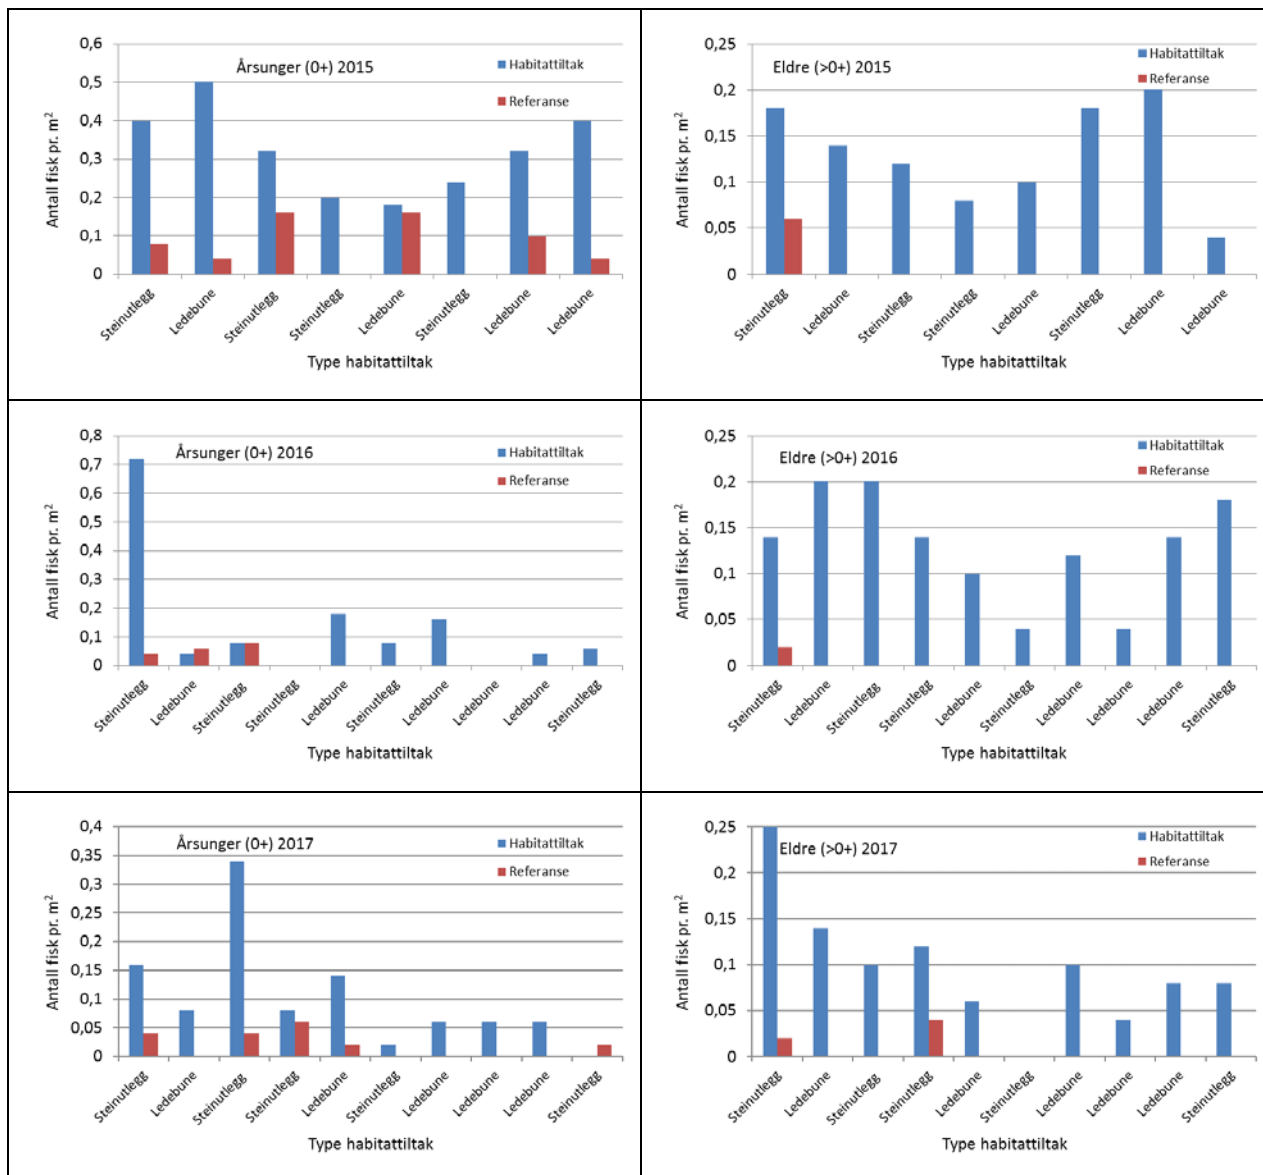 Årsunger (0+) 2015
Habitattiltak
Referanse
Antall fisk pr. m²
0,6
0,5
0,4
0,3
0,2
0,1
0
Steinutlegg
Ledebune
Steinutlegg
Steinutlegg
Ledebune
Steinutlegg
Ledebune
Ledebune
Type habitattiltak
Eldre (>0+) 2015
Habitattiltak
Referanse
Antall fisk pr. m²
0,25
0,2
0,15
0,1
0,05
0
Steinutlegg
Ledebune
Steinutlegg
Steinutlegg
Ledebune
Steinutlegg
Ledebune
Ledebune
Type habitattiltak
Årsunger (0+) 2016
Habitattiltak
Referanse
Antall fisk pr. m²
0,8
0,7
0,6
0,5
0,4
0,3
0,2
0,1
0
Steinutlegg
Ledebune
Steinutlegg
Steinutlegg
Ledebune
Steinutlegg
Ledebune
Ledebune
Ledebune
Steinutlegg
Type habitattiltak
Eldre (>0+) 2016
Habitattiltak
Referanse
Antall fisk pr. m²
0,25
0,2
0,15
0,1
0,05
0
Steinutlegg
Ledebune
Steinutlegg
Steinutlegg
Ledebune
Steinutlegg
Ledebune
Ledebune
Ledebune
Steinutlegg
Type habitattiltak
Årsunger (0+) 2017
Habitattiltak
Referanse
Antall fisk pr. m²
0,4
0,35
0,3
0,25
0,2
0,15
0,1
0,05
0
Steinutlegg
Ledebune
Steinutlegg
Steinutlegg
Ledebune
Steinutlegg
Ledebune
Ledebune
Ledebune
Steinutlegg
Type habitattiltak
Eldre (>0+) 2017
Habitattiltak
Referanse
Antall fisk pr. m²
0,25
0,2
0,15
0,1
0,05
0
Steinutlegg
Ledebune
Steinutlegg
Steinutlegg
Ledebune
Steinutlegg
Ledebune
Ledebune
Ledebune
Steinutlegg
Type habitattiltak